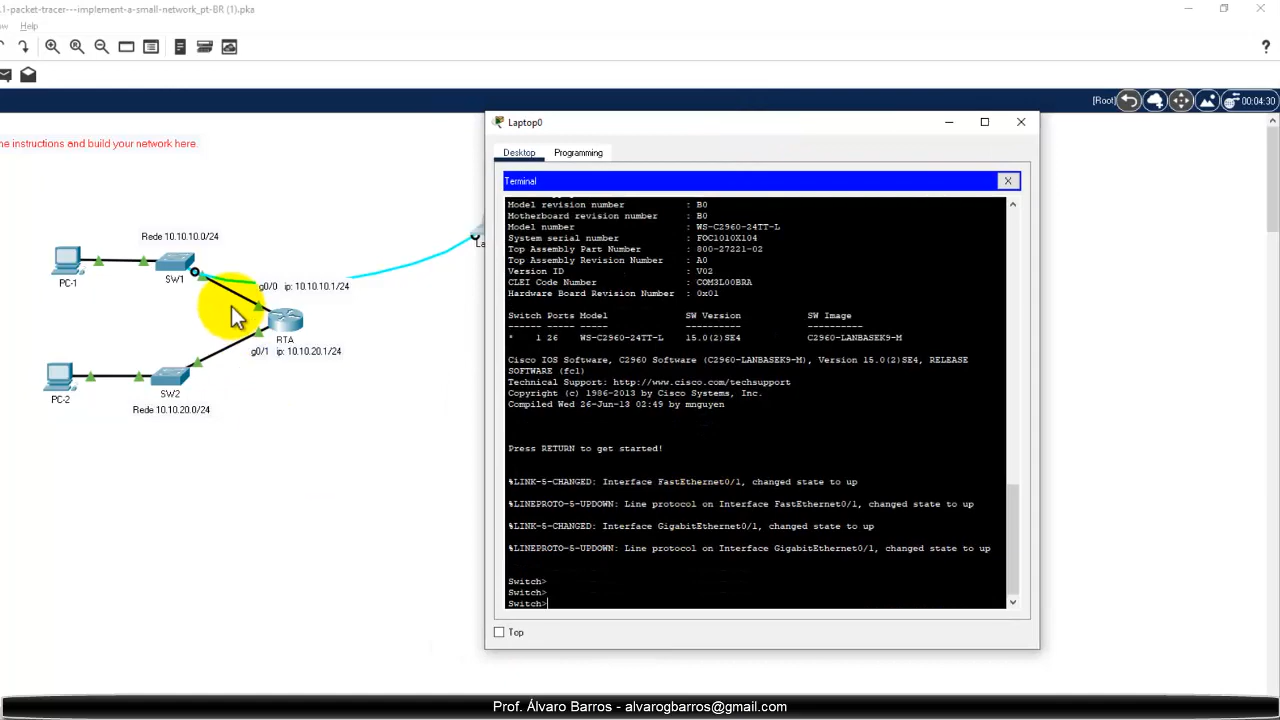 .1-packet-tracer---implement-a-small-network_pt-BR (1).pka
Help
?
[Root]
00:04:30
ne instructions and build your network here.
Laptop0
Desktop
Programming
Terminal
X
Model revision number : B0
Motherboard revision number : B0
Model number : WS-C2960-24TT-L
System serial number : FOC1010X104
Top Assembly Part Number : 800-27221-02
Top Assembly Revision Number : A0
Version ID : V02
CLEI Code Number : COM3L00BRA
Hardware Board Revision Number : 0x01
Switch Ports Model SW Version SW Image
------ ----- ----- ---------- ----------
* 1 26 WS-C2960-24TT-L 15.0(2)SE4 C2960-LANBASEK9-M
Cisco IOS Software, C2960 Software (C2960-LANBASEK9-M), Version 15.0(2)SE4, RELEASE
SOFTWARE (fc1)
Technical Support: http://www.cisco.com/techsupport
Copyright (c) 1986-2013 by Cisco Systems, Inc.
Compiled Wed 26-Jun-13 02:49 by mnguyen
Press RETURN to get started!
%LINK-5-CHANGED: Interface FastEthernet0/1, changed state to up
%LINEPROTO-5-UPDOWN: Line protocol on Interface FastEthernet0/1, changed state to up
%LINK-5-CHANGED: Interface GigabitEthernet0/1, changed state to up
%LINEPROTO-5-UPDOWN: Line protocol on Interface GigabitEthernet0/1, changed state to up
Switch>
Switch>
Switch>
Top
Rede 10.10.10.0/24
PC-1
SW1
La
g0/0 ip: 10.10.10.1/24
RTA
g0/1 ip: 10.10.20.1/24
PC-2
SW2
Rede 10.10.20.0/24
Prof. Álvaro Barros - alvarogbarros@gmail.com